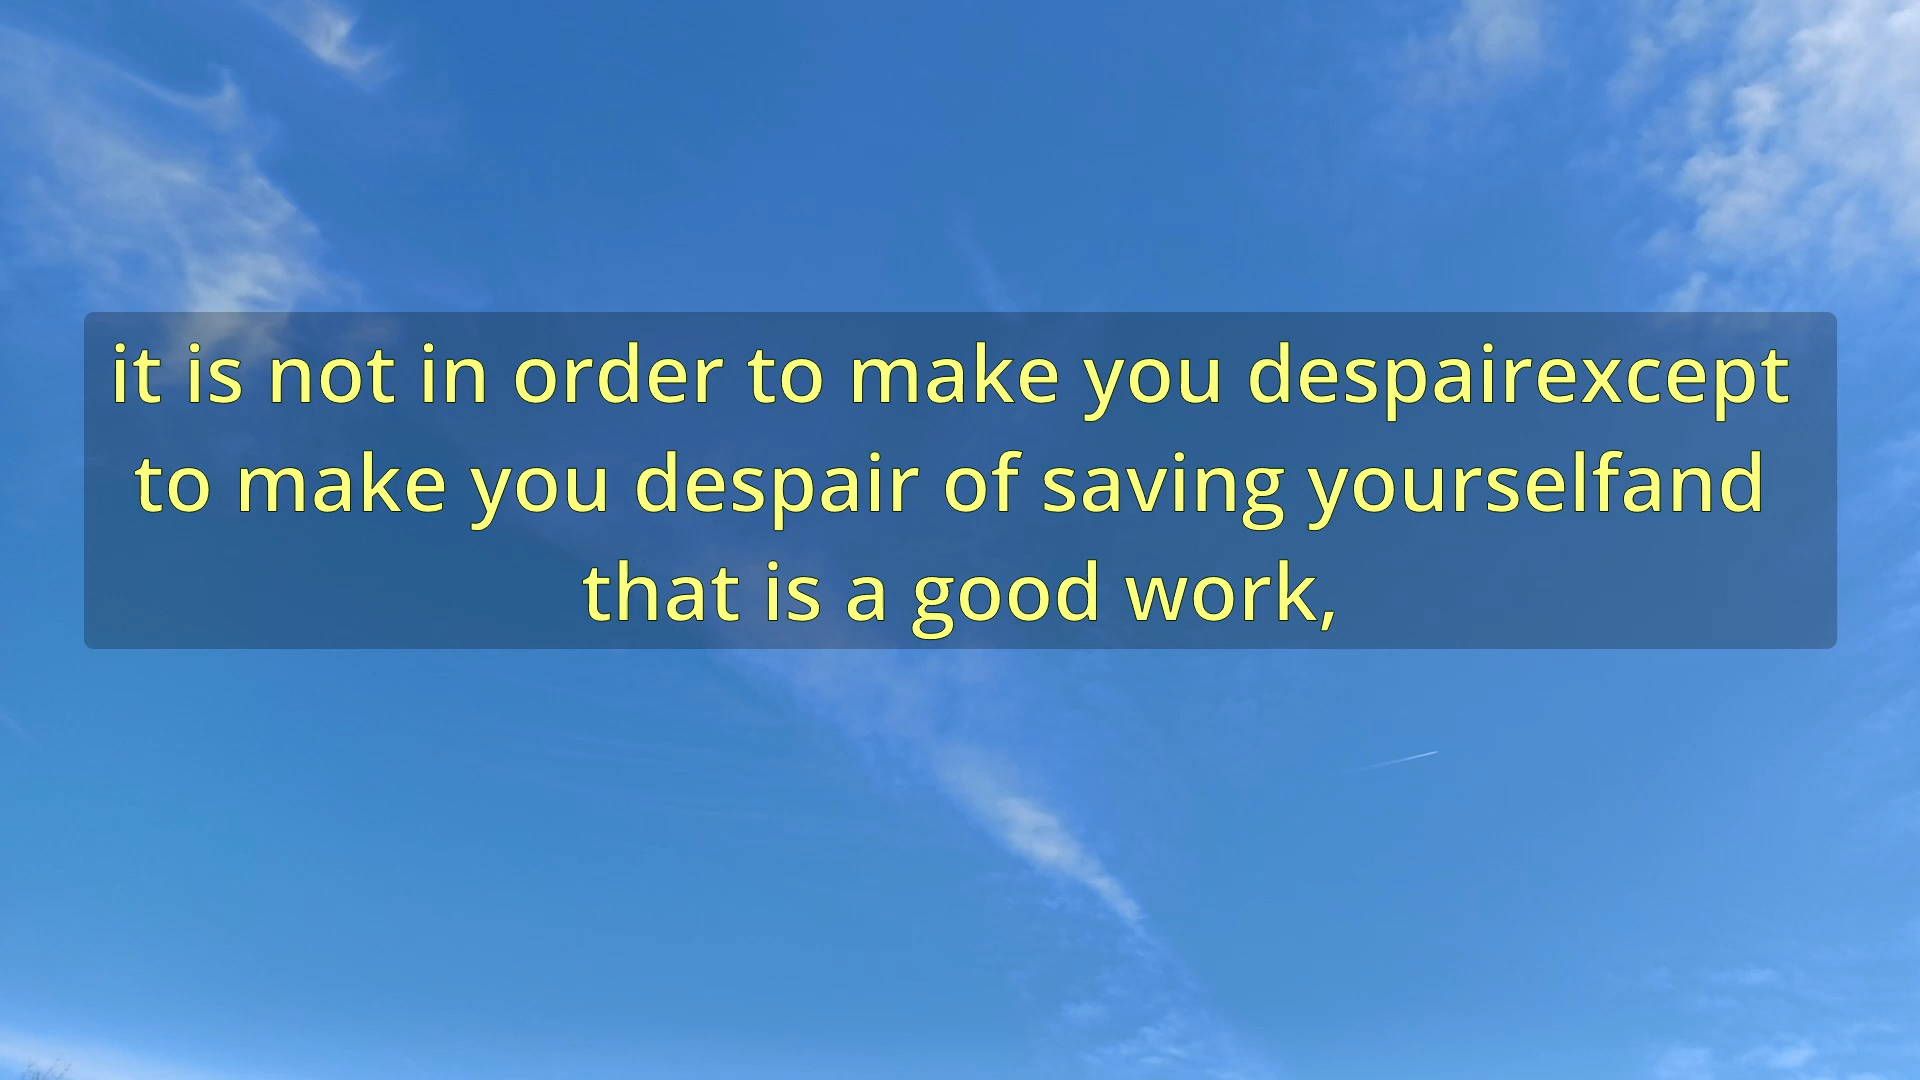 it is not in order to make you despairexcept
to make you despair of saving yourselfand
that is a good work,